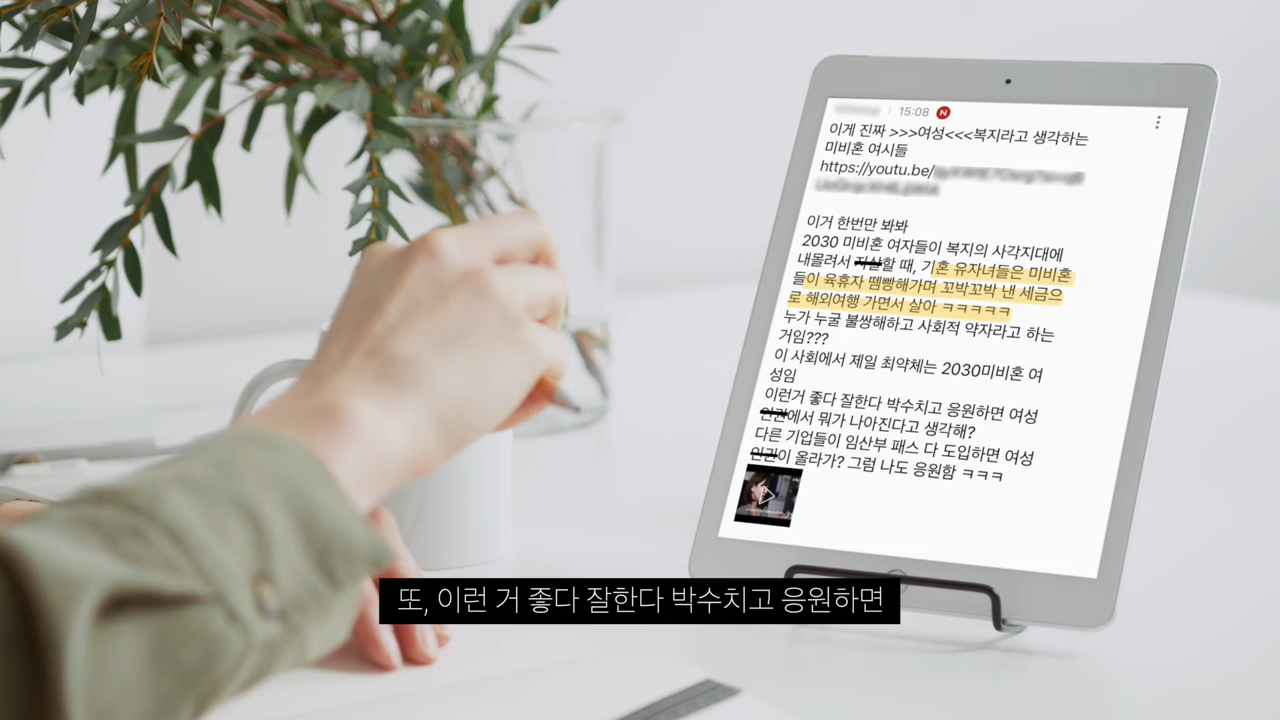 15:08 N
이게 진짜 >>>여성<<<복지라고 생각하는
미비혼 여시들
https://youtu.be/
이거 한번만 봐봐
2030 미비혼 여자들이 복지의 사각지대에
내몰려서 자살할 때, 기혼 유자녀들은 미비혼
들이 육휴자 땜빵해가며 꼬박꼬박 낸 세금으
로 해외여행 가면서 살아 ㅋㅋㅋㅋㅋ
누가 누굴 불쌍해하고 사회적 약자라고 하는
거임???
이 사회에서 제일 최약체는 2030미비혼 여
성임
이런거 좋다 잘한다 박수치고 응원하면 여성
인권에서 뭐가 나아진다고 생각해?
다른 기업들이 임산부 패스 다 도입하면 여성
인권이 올라가? 그럼 나도 응원함 ㅋㅋㅋ
또, 이런 거 좋다 잘한다 박수치고 응원하면